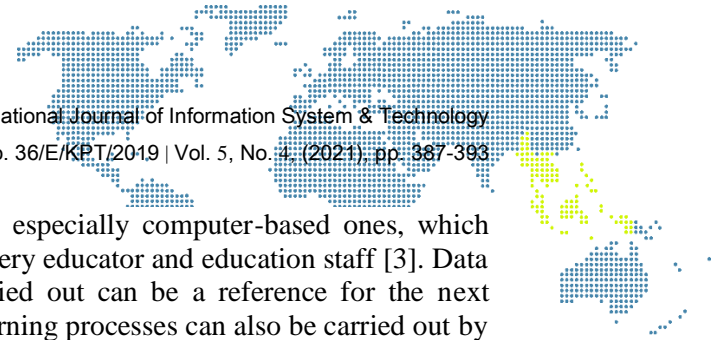 ational Journal of Information System & Technology
o. 36/E/KPT/2019 | Vol. 5, No. 4, (2021), pp. 387-393
especially computer-based ones, which
ery educator and education staff [3]. Data
ied out can be a reference for the next
rning processes can also be carried out by